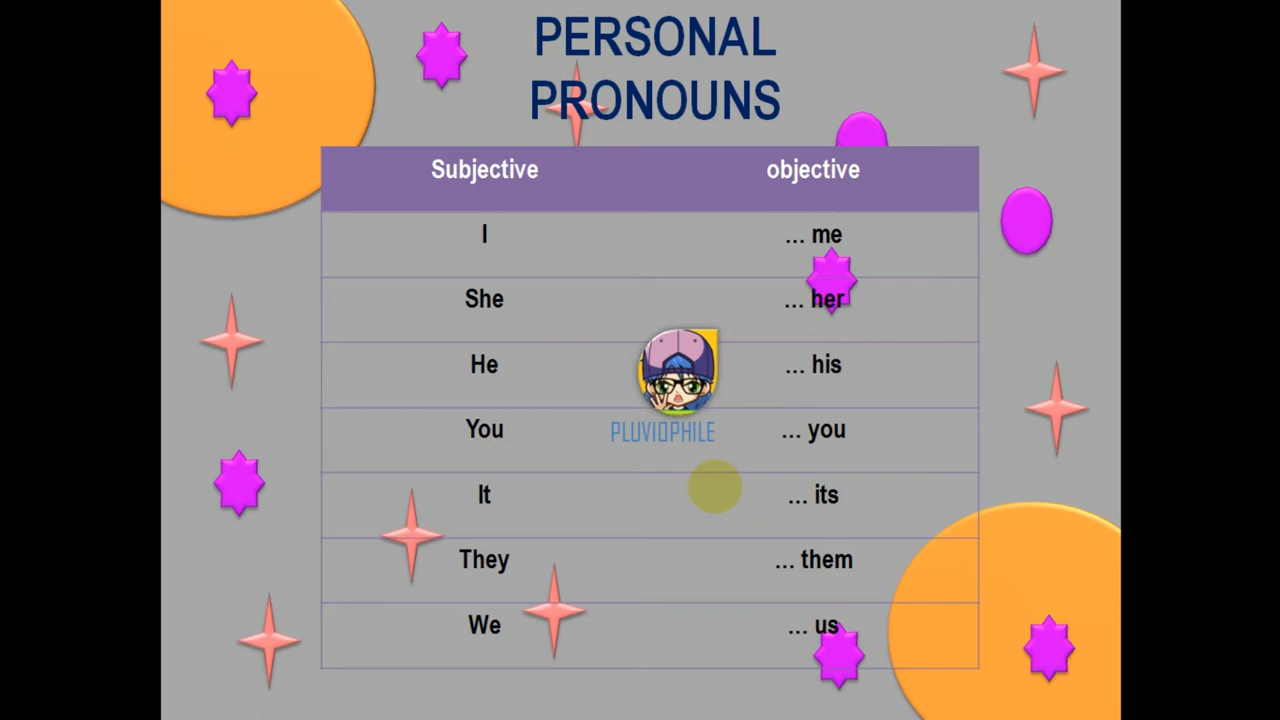 PERSONAL
PRONOUNS
Subjective objective
I … me
She … her
He … his
You … you
PLUVIOPHILE
It … its
They … them
We … us